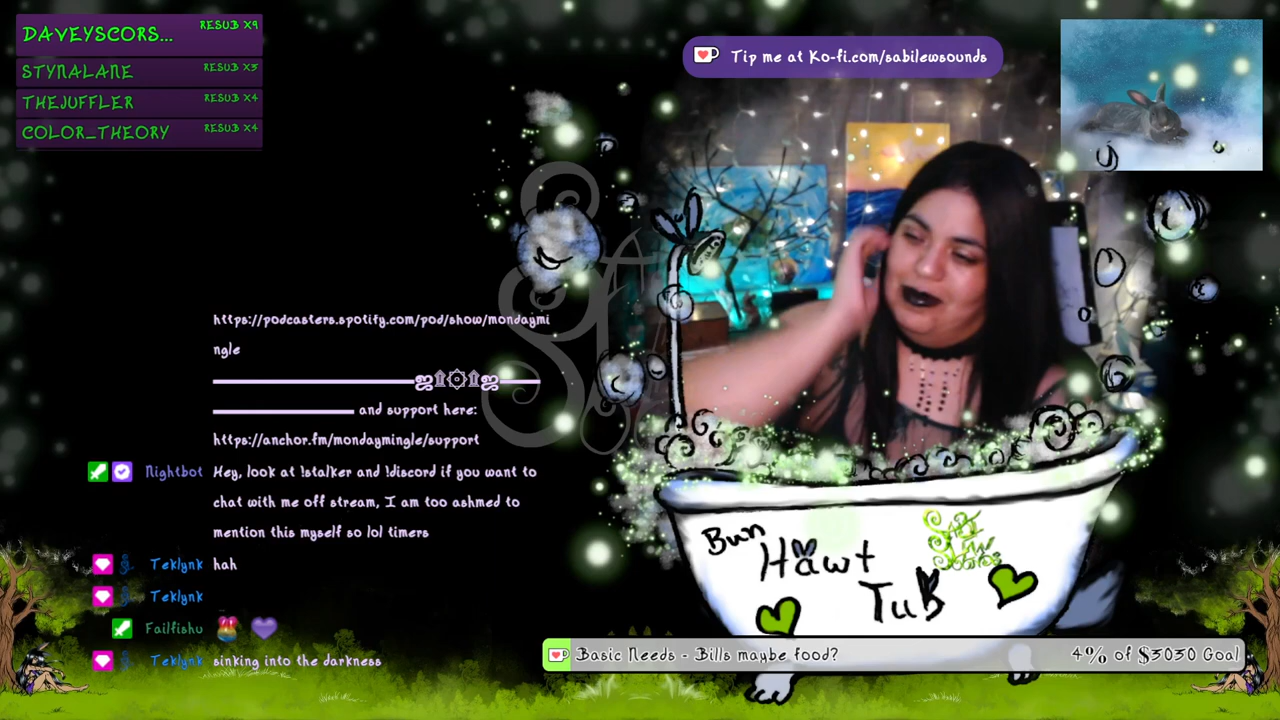 DAVEYSCORS... RESUB X9
STYNALANE RESUB X3
THEJUFFLER RESUB X4
COLOR_THEORY RESUB X4
Tip me at Ko-fi.com/sabilewsounds
https://podcasters.spotify.com/pod/show/mondaymi
ngle
and support here:
https://anchor.fm/mondaymingle/support
Nightbot Hey, look at !stalker and !discord if you want to
chat with me off stream, I am too ashmed to
mention this myself so lol timers
Teklynk hah
Teklynk
Failfishu
Teklynk sinking into the darkness
Bun
Hawt
Tub
Basic Needs - Bills maybe food? 4% of $3030 Goal